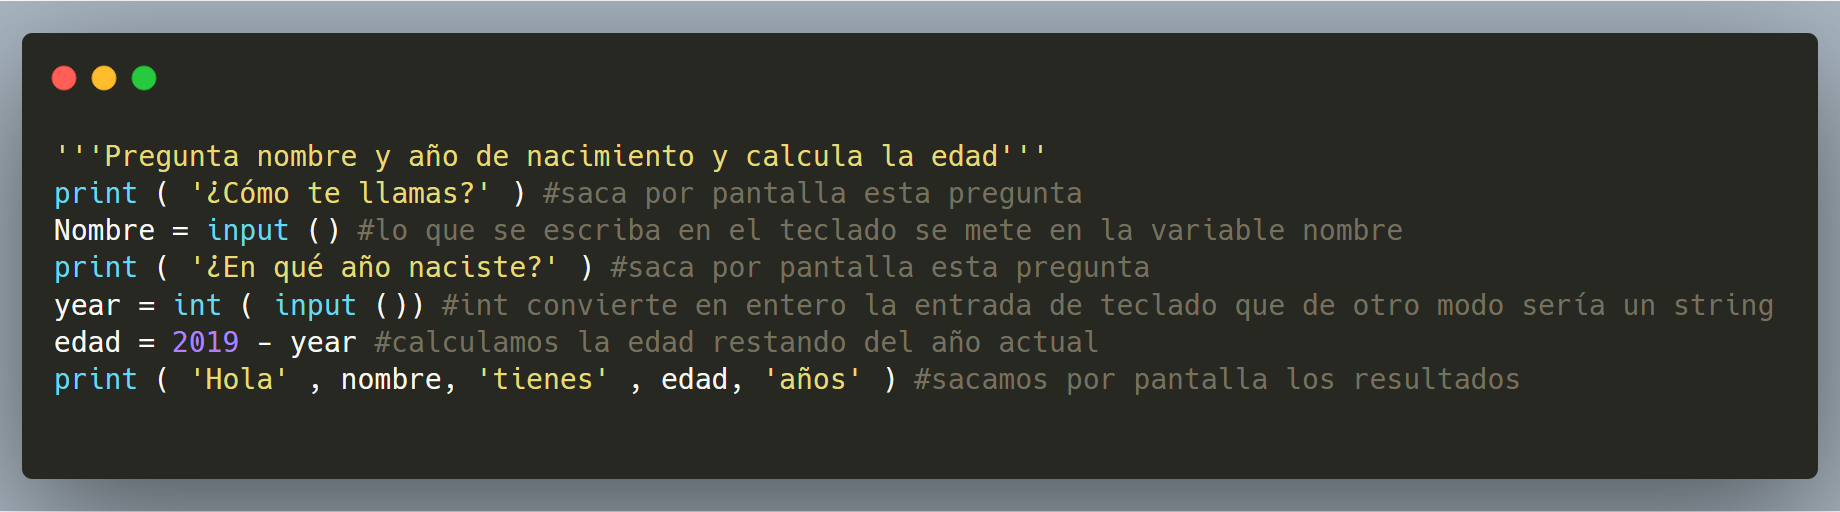 '''Pregunta nombre y año de nacimiento y calcula la edad'''
print ( '¿Cómo te llamas?' ) #saca por pantalla esta pregunta
Nombre = input () #lo que se escriba en el teclado se mete en la variable nombre
print ( '¿En qué año naciste?' ) #saca por pantalla esta pregunta
year = int ( input ()) #int convierte en entero la entrada de teclado que de otro modo sería un string
edad = 2019 - year #calculamos la edad restando del año actual
print ( 'Hola' , nombre, 'tienes' , edad, 'años' ) #sacamos por pantalla los resultados